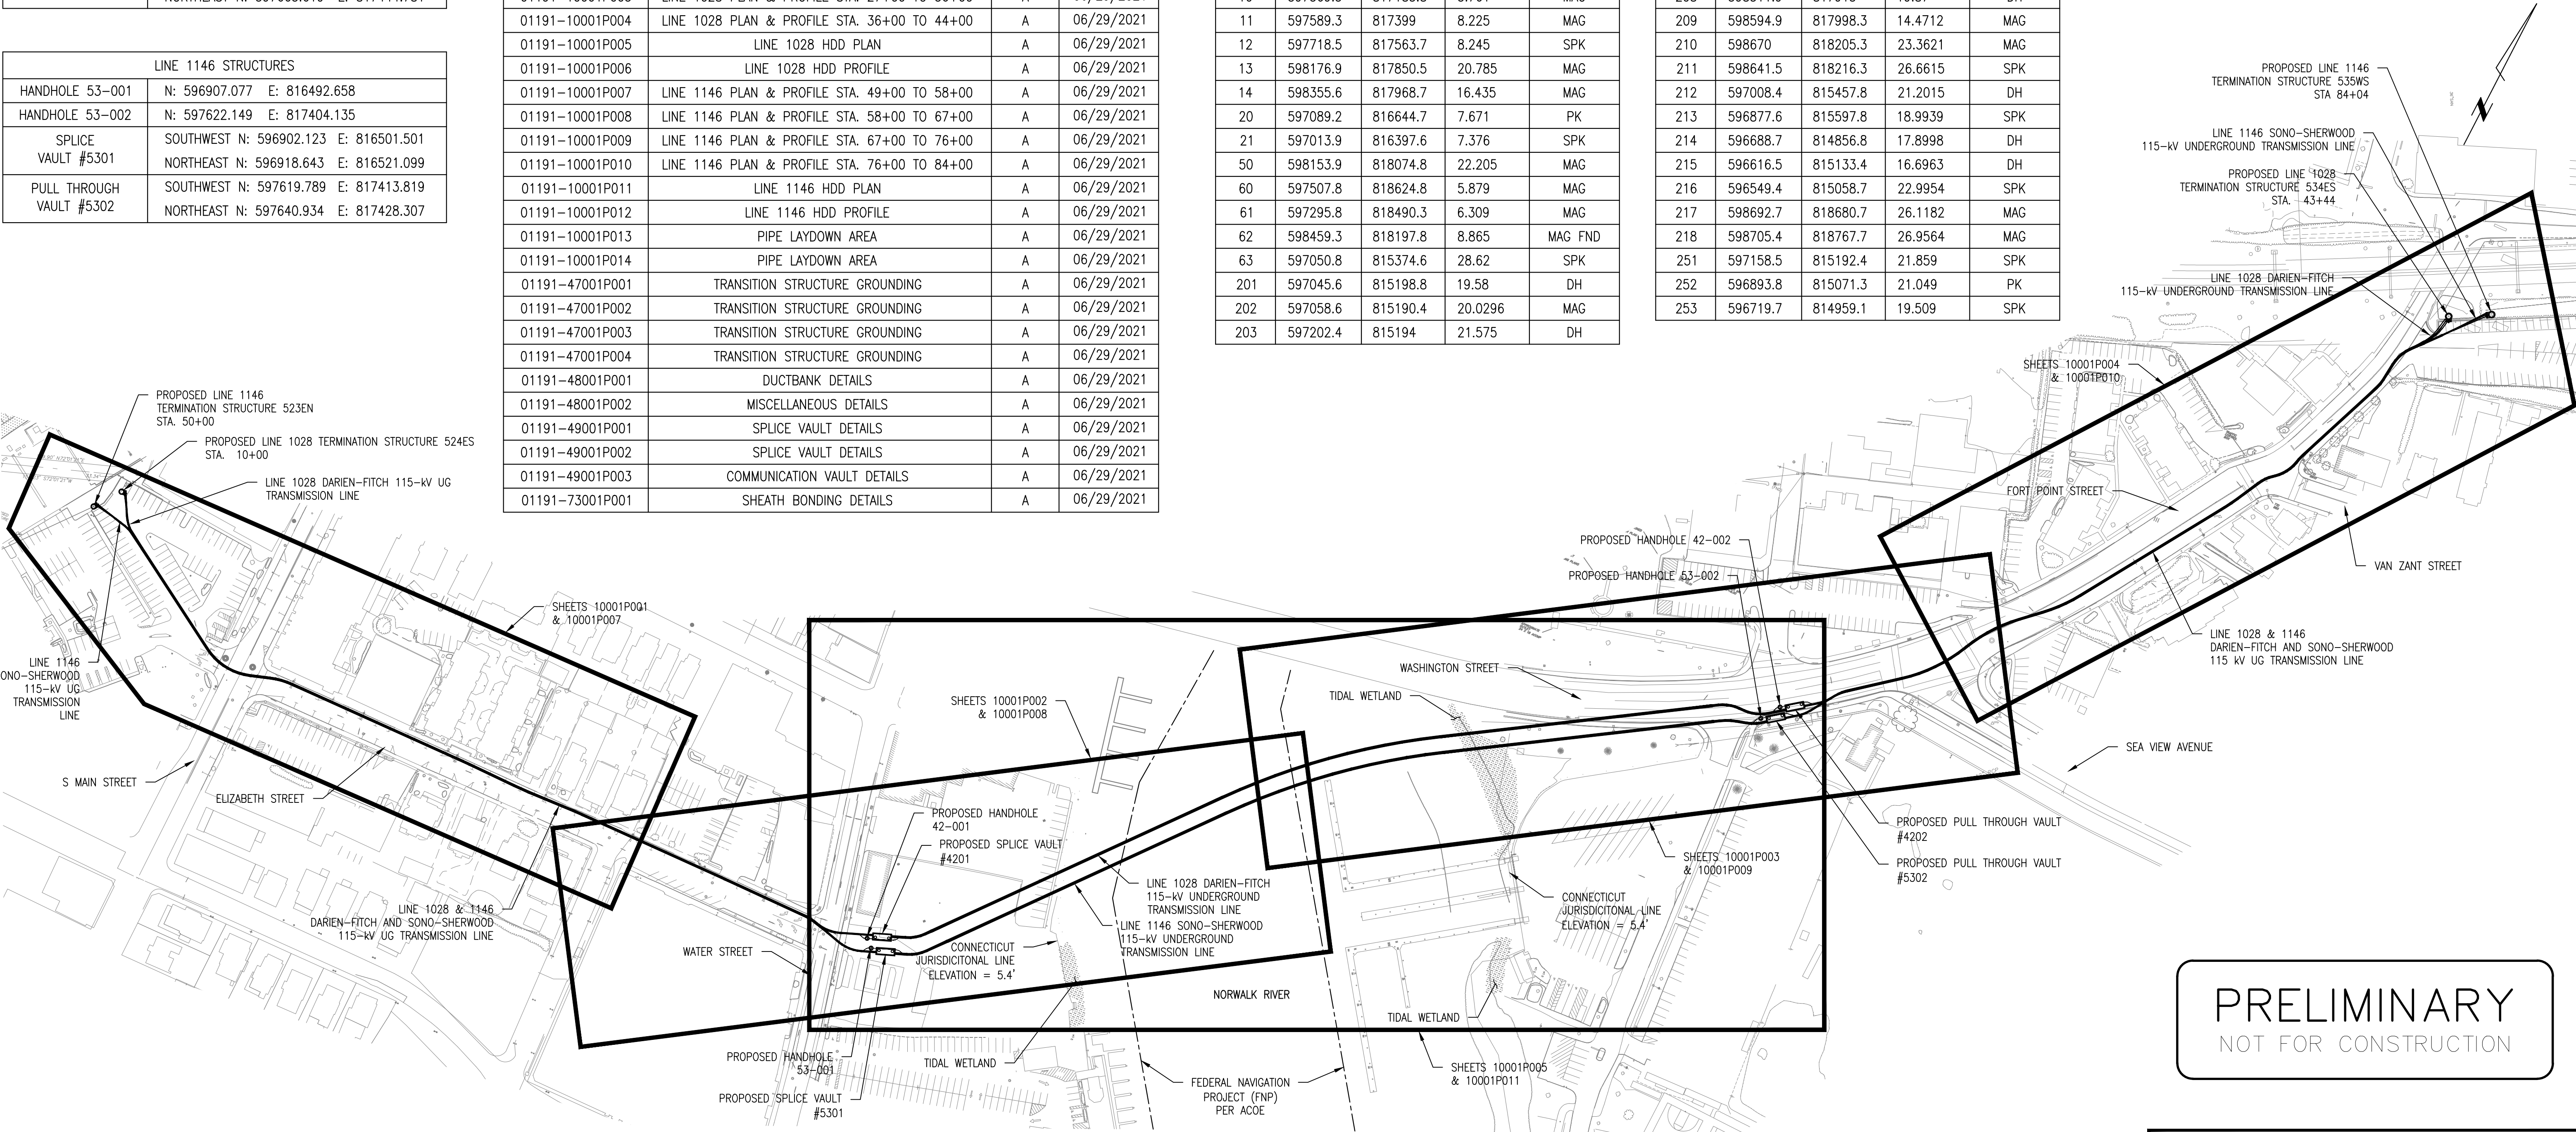 LINE 1146 STRUCTURES
HANDHOLE 53-001 N: 596907.077 E: 816492.658
HANDHOLE 53-002 N: 597622.149 E: 817404.135
SPLICE VAULT #5301 SOUTHWEST N: 596902.123 E: 816501.501
NORTHEAST N: 596918.643 E: 816521.099
PULL THROUGH VAULT #5302 SOUTHWEST N: 597619.789 E: 817413.819
NORTHEAST N: 597640.934 E: 817428.307
01191-10001P004 LINE 1028 PLAN & PROFILE STA. 36+00 TO 44+00 A 06/29/2021
01191-10001P005 LINE 1028 HDD PLAN A 06/29/2021
01191-10001P006 LINE 1028 HDD PROFILE A 06/29/2021
01191-10001P007 LINE 1146 PLAN & PROFILE STA. 49+00 TO 58+00 A 06/29/2021
01191-10001P008 LINE 1146 PLAN & PROFILE STA. 58+00 TO 67+00 A 06/29/2021
01191-10001P009 LINE 1146 PLAN & PROFILE STA. 67+00 TO 76+00 A 06/29/2021
01191-10001P010 LINE 1146 PLAN & PROFILE STA. 76+00 TO 84+00 A 06/29/2021
01191-10001P011 LINE 1146 HDD PLAN A 06/29/2021
01191-10001P012 LINE 1146 HDD PROFILE A 06/29/2021
01191-10001P013 PIPE LAYDOWN AREA A 06/29/2021
01191-10001P014 PIPE LAYDOWN AREA A 06/29/2021
01191-47001P001 TRANSITION STRUCTURE GROUNDING A 06/29/2021
01191-47001P002 TRANSITION STRUCTURE GROUNDING A 06/29/2021
01191-47001P003 TRANSITION STRUCTURE GROUNDING A 06/29/2021
01191-47001P004 TRANSITION STRUCTURE GROUNDING A 06/29/2021
01191-48001P001 DUCTBANK DETAILS A 06/29/2021
01191-48001P002 MISCELLANEOUS DETAILS A 06/29/2021
01191-49001P001 SPLICE VAULT DETAILS A 06/29/2021
01191-49001P002 SPLICE VAULT DETAILS A 06/29/2021
01191-49001P003 COMMUNICATION VAULT DETAILS A 06/29/2021
01191-73001P001 SHEATH BONDING DETAILS A 06/29/2021
11 597589.3 817399 8.225 MAG
12 597718.5 817563.7 8.245 SPK
13 598176.9 817850.5 20.785 MAG
14 598355.6 817968.7 16.435 MAG
20 597089.2 816644.7 7.671 PK
21 597013.9 816397.6 7.376 SPK
50 598153.9 818074.8 22.205 MAG
60 597507.8 818624.8 5.879 MAG
61 597295.8 818490.3 6.309 MAG
62 598459.3 818197.8 8.865 MAG FND
63 597050.8 815374.6 28.62 SPK
201 597045.6 815198.8 19.58 DH
202 597058.6 815190.4 20.0296 MAG
203 597202.4 815194 21.575 DH
209 598594.9 817998.3 14.4712 MAG
210 598670 818205.3 23.3621 MAG
211 598641.5 818216.3 26.6615 SPK
212 597008.4 815457.8 21.2015 DH
213 596877.6 815597.8 18.9939 SPK
214 596688.7 814856.8 17.8998 DH
215 596616.5 815133.4 16.6963 DH
216 596549.4 815058.7 22.9954 SPK
217 598692.7 818680.7 26.1182 MAG
218 598705.4 818767.7 26.9564 MAG
251 597158.5 815192.4 21.859 SPK
252 596893.8 815071.3 21.049 PK
253 596719.7 814959.1 19.509 SPK
PROPOSED LINE 1146
TERMINATION STRUCTURE 535WS
STA 84+04
LINE 1146 SONO-SHERWOOD
115-kV UNDERGROUND TRANSMISSION LINE
PROPOSED LINE 1028
TERMINATION STRUCTURE 534ES
STA. 43+44
LINE 1028 DARIEN-FITCH
115-kV UNDERGROUND TRANSMISSION LINE
SHEETS 10001P004
& 10001P010
FORT POINT STREET
VAN ZANT STREET
LINE 1028 & 1146
DARIEN-FITCH AND SONO-SHERWOOD
115 kV UG TRANSMISSION LINE
PROPOSED LINE 1146
TERMINATION STRUCTURE 523EN
STA. 50+00
PROPOSED LINE 1028 TERMINATION STRUCTURE 524ES
STA. 10+00
LINE 1028 DARIEN-FITCH 115-kV UG
TRANSMISSION LINE
SHEETS 10001P001
& 10001P007
LINE 1146
ONO-SHERWOOD
115-kV UG
TRANSMISSION
LINE
S MAIN STREET
ELIZABETH STREET
LINE 1028 & 1146
DARIEN-FITCH AND SONO-SHERWOOD
115-kV UG TRANSMISSION LINE
WATER STREET
PROPOSED HANDHOLE 42-002
PROPOSED HANDHOLE 53-002
WASHINGTON STREET
TIDAL WETLAND
SHEETS 10001P002
& 10001P008
PROPOSED HANDHOLE
42-001
PROPOSED SPLICE VAULT
#4201
LINE 1028 DARIEN-FITCH
115-kV UNDERGROUND
TRANSMISSION LINE
LINE 1146 SONO-SHERWOOD
115-kV UNDERGROUND
TRANSMISSION LINE
CONNECTICUT
JURISDICITONAL LINE
ELEVATION = 5.4'
NORWALK RIVER
SHEETS 10001P003
& 10001P009
CONNECTICUT
JURISDICITONAL LINE
ELEVATION = 5.4'
SEA VIEW AVENUE
PROPOSED PULL THROUGH VAULT
#4202
PROPOSED PULL THROUGH VAULT
#5302
TIDAL WETLAND
PROPOSED HANDHOLE
53-001
PROPOSED SPLICE VAULT
#5301
TIDAL WETLAND
FEDERAL NAVIGATION
PROJECT (FNP)
PER ACOE
SHEETS 10001P005
& 10001P011
PRELIMINARY
NOT FOR CONSTRUCTION